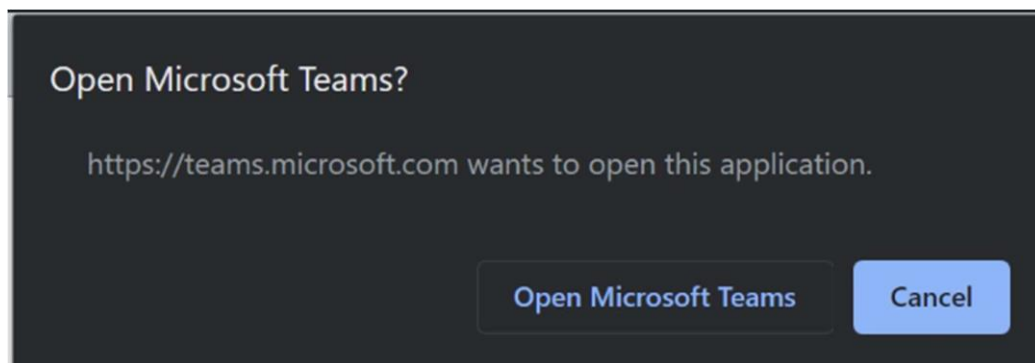 Open Microsoft Teams?
https://teams.microsoft.com wants to open this application.
Open Microsoft Teams
Cancel